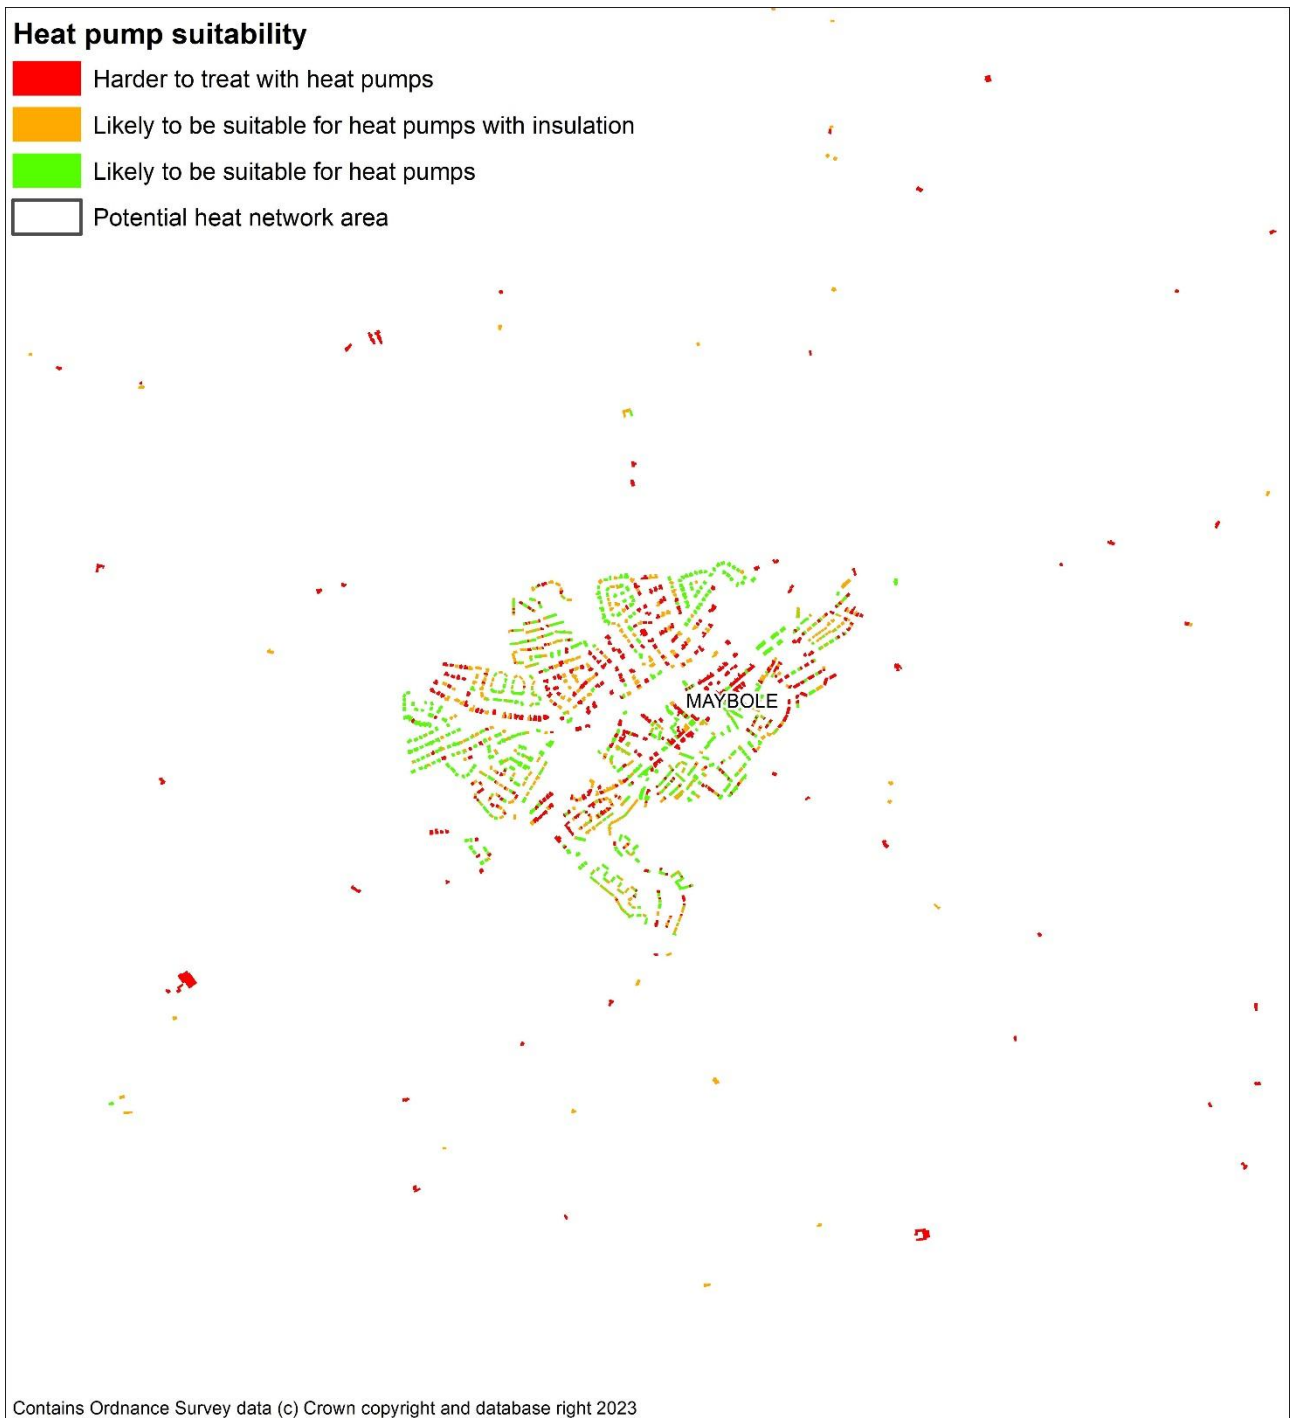 Heat pump suitability
Harder to treat with heat pumps
Likely to be suitable for heat pumps with insulation
Likely to be suitable for heat pumps
Potential heat network area
MAYBOLE
Contains Ordnance Survey data (c) Crown copyright and database right 2023